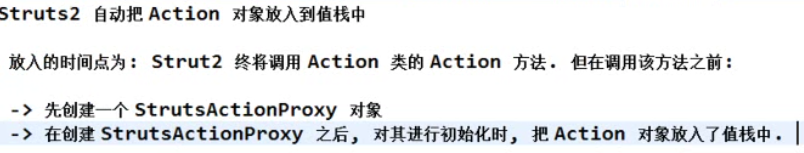 Struts2 自动把 Action 对象放入到值栈中
放入的时间点为: Strut2 终将调用 Action 类的 Action 方法. 但在调用该方法之前:
-> 先创建一个 StrutsActionProxy 对象
-> 在创建 StrutsActionProxy 之后, 对其进行初始化时, 把 Action 对象放入了值栈中.